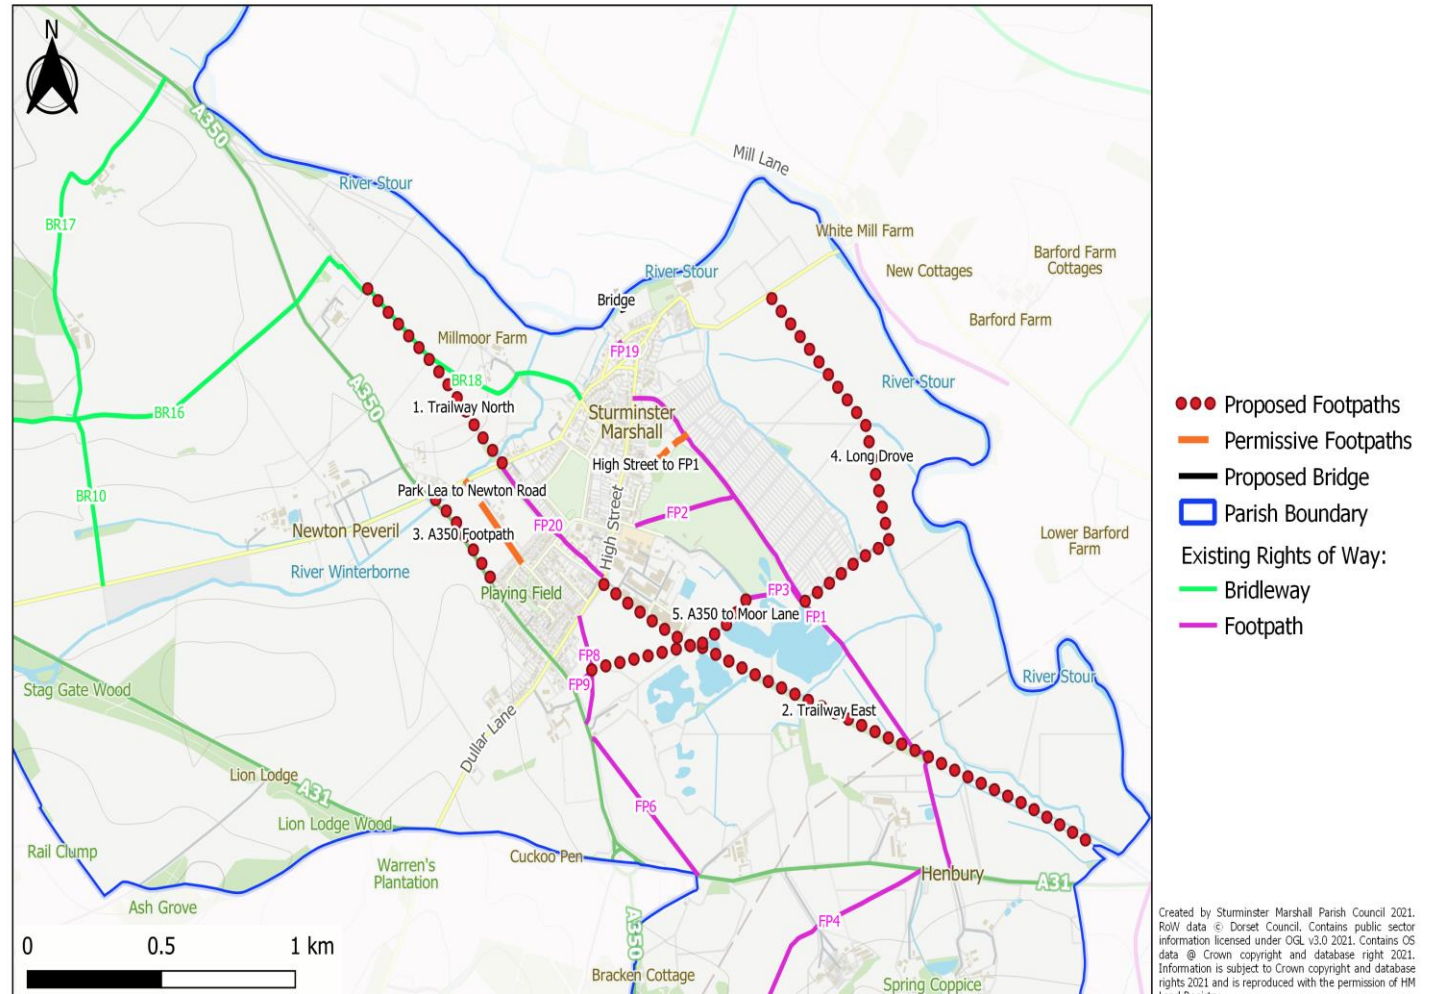 N
A350
River Stour
Mill Lane
BR17
White Mill Farm
Barford Farm
Cottages
New Cottages
River Stour
Bridge
Barford Farm
Millmoor Farm
FP19
A350
BR18
River Stour
BR16
1. Trailway North
Sturminster
Marshall
4. Long Drove
High Street to FP1
Park Lea to Newton Road
BR10
FP2
FP20
High Street
Newton Peveril
3. A350 Footpath
Lower Barford
Farm
River Winterborne
Playing Field
FP3
5. A350 to Moor Lane
FP1
FP8
FP9
River Stour
Stag Gate Wood
2. Trailway East
Dullar Lane
Lion Lodge
A31
FP6
Lion Lodge Wood
Rail Clump
Cuckoo Pen
Warren's
Plantation
Henbury
A31
Ash Grove
FP4
A350
0 0.5 1 km
Bracken Cottage
Spring Coppice
Proposed Footpaths
Permissive Footpaths
Proposed Bridge
Parish Boundary
Existing Rights of Way:
Bridleway
Footpath
Created by Sturminster Marshall Parish Council 2021.
RoW data © Dorset Council. Contains public sector
information licensed under OGL v3.0 2021. Contains OS
data @ Crown copyright and database right 2021.
Information is subject to Crown copyright and database
rights 2021 and is reproduced with the permission of HM